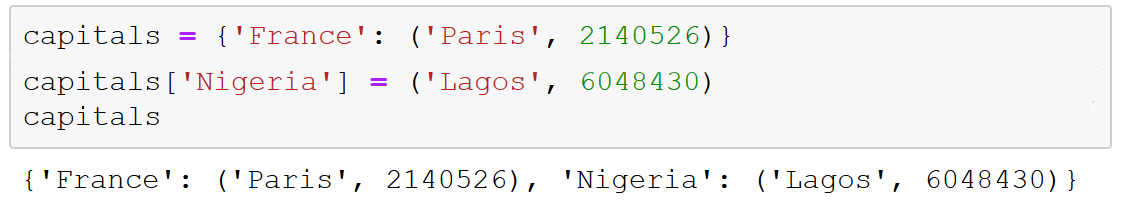 capitals = {'France': ('Paris', 2140526)}
capitals['Nigeria'] = ('Lagos', 6048430)
capitals
{'France': ('Paris', 2140526), 'Nigeria': ('Lagos', 6048430)}